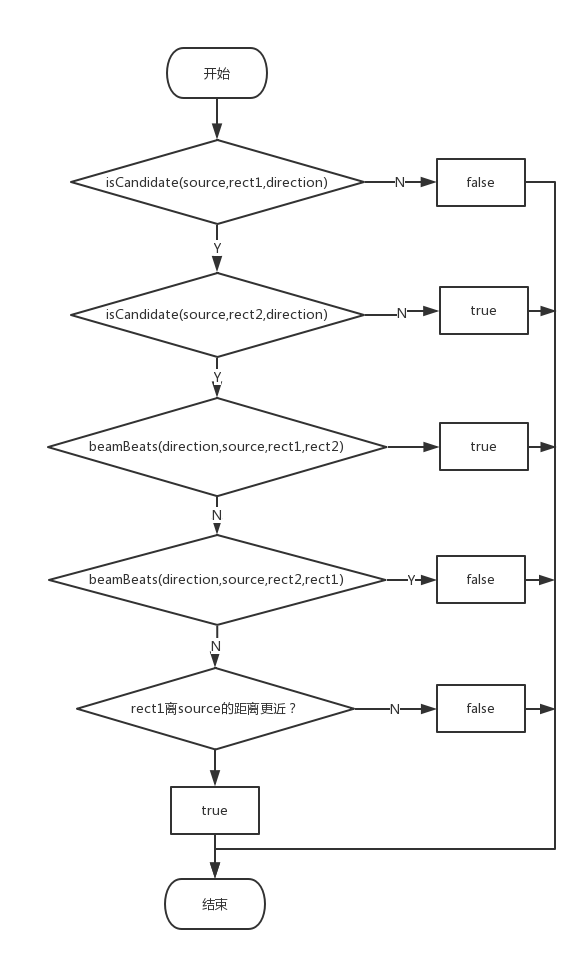 开始
isCandidate(source,rect1,direction)
N
false
Y
isCandidate(source,rect2,direction)
N
true
Y
beamBeats(direction,source,rect1,rect2)
true
N
beamBeats(direction,source,rect2,rect1)
Y
false
N
rect1离source的距离更近？
N
false
true
结束